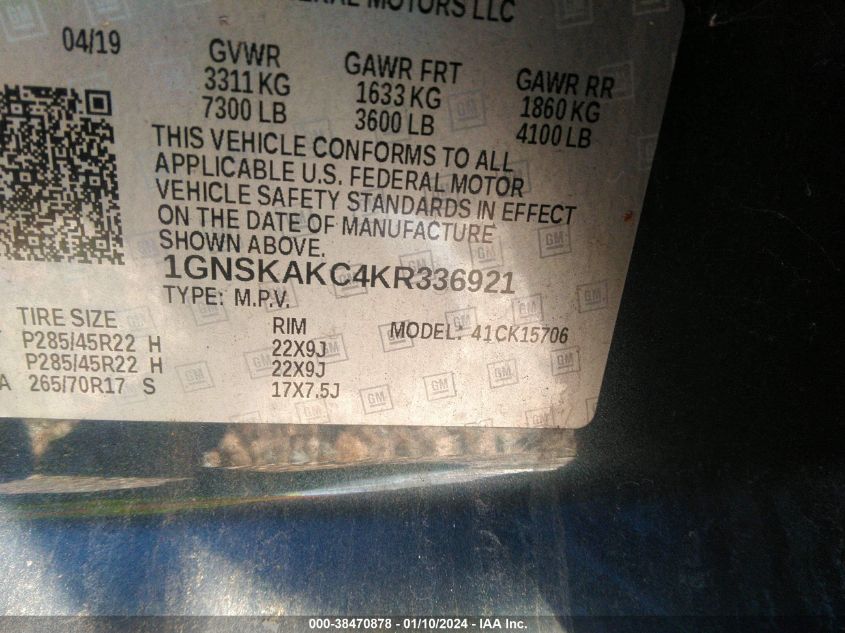 MOTORS LLC
04/19
GVWR GAWR FRT GAWR RR
3311 KG 1633 KG 1860 KG
7300 LB 3600 LB 4100 LB
THIS VEHICLE CONFORMS TO ALL
APPLICABLE U.S. FEDERAL MOTOR
VEHICLE SAFETY STANDARDS IN EFFECT
ON THE DATE OF MANUFACTURE
SHOWN ABOVE.
1GNSKAKC4KR336921
TYPE: M.P.V.
TIRE SIZE RIM MODEL: 41CK15706
P285/45R22 H 22X9J
P285/45R22 H 22X9J
265/70R17 S 17X7.5J
000-38470878 - 01/10/2024 - IAA Inc.